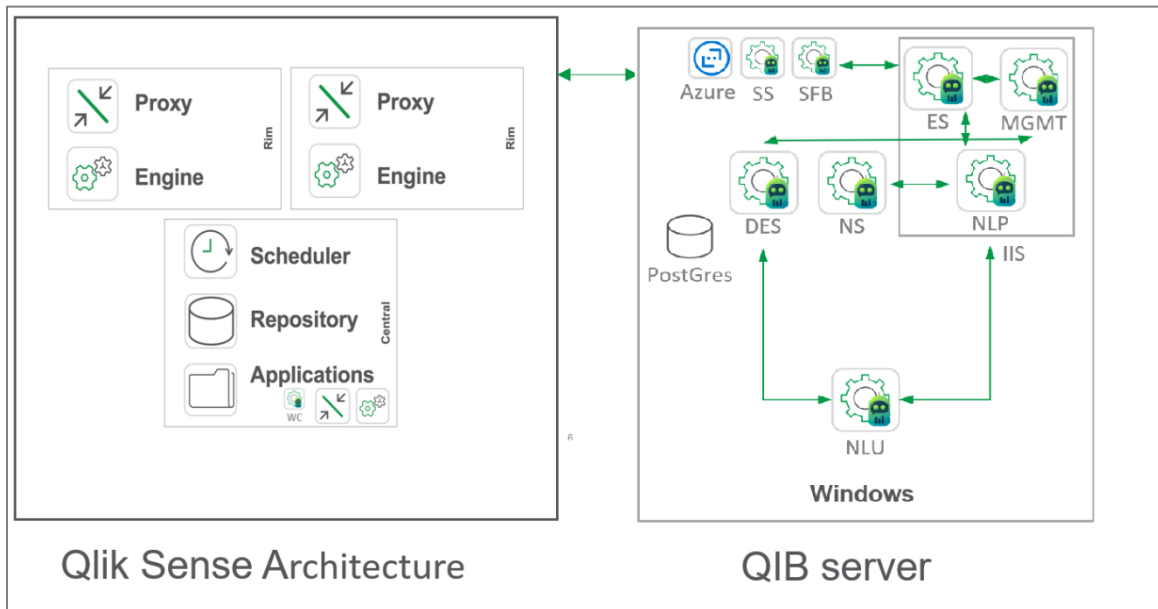 Proxy
Engine
Rim
Proxy
Engine
Rim
Scheduler
Repository
Applications
WC
Central
6
Qlik Sense Architecture
Azure
SS
SFB
ES
MGMT
DES
NS
NLP
IIS
PostGres
NLU
Windows
QIB server